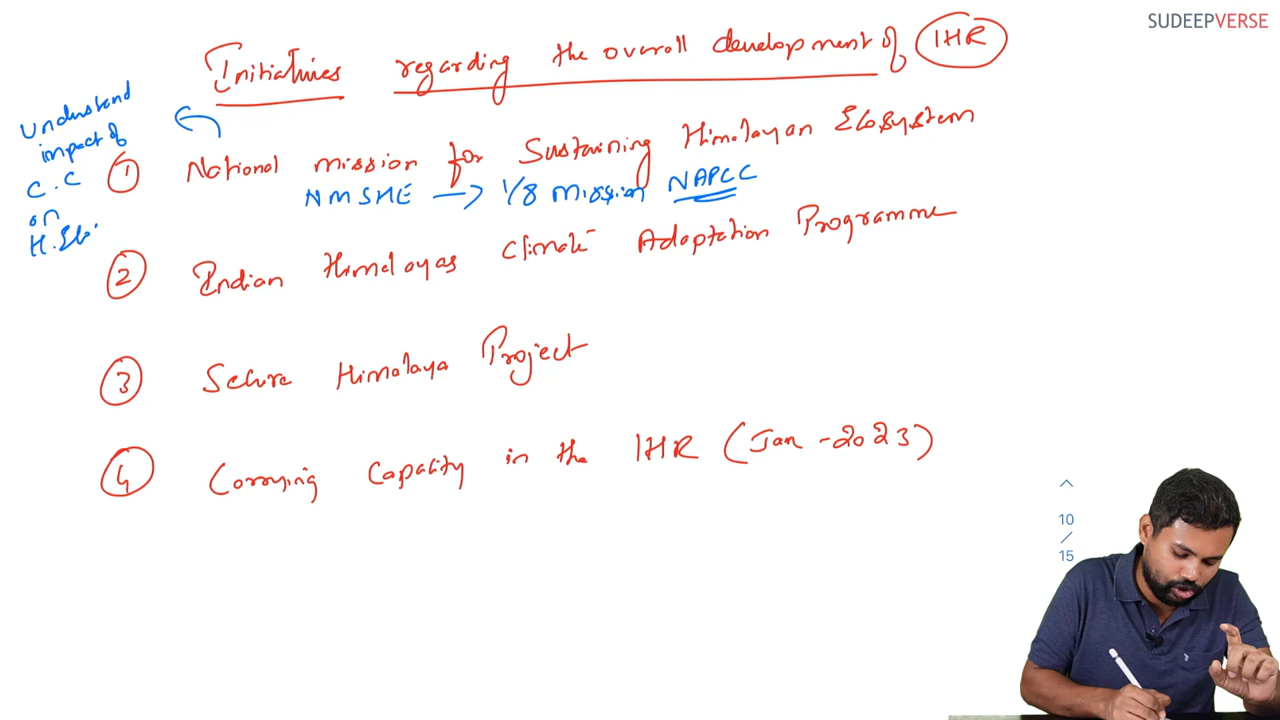 SUDEEPVERSE
Initiatives regarding the overall development of IHR
Understand
impact of
C.C
on
H.Eco.
① National mission for Sustaining Himalayan Ecosystem
NMSHE → 1/8 Mission NAPCC
② Indian Himalayas Climate Adaptation Programme
③ Secure Himalaya Project
④ Carrying Capacity in the IHR (Jan - 2023)
10
/
15